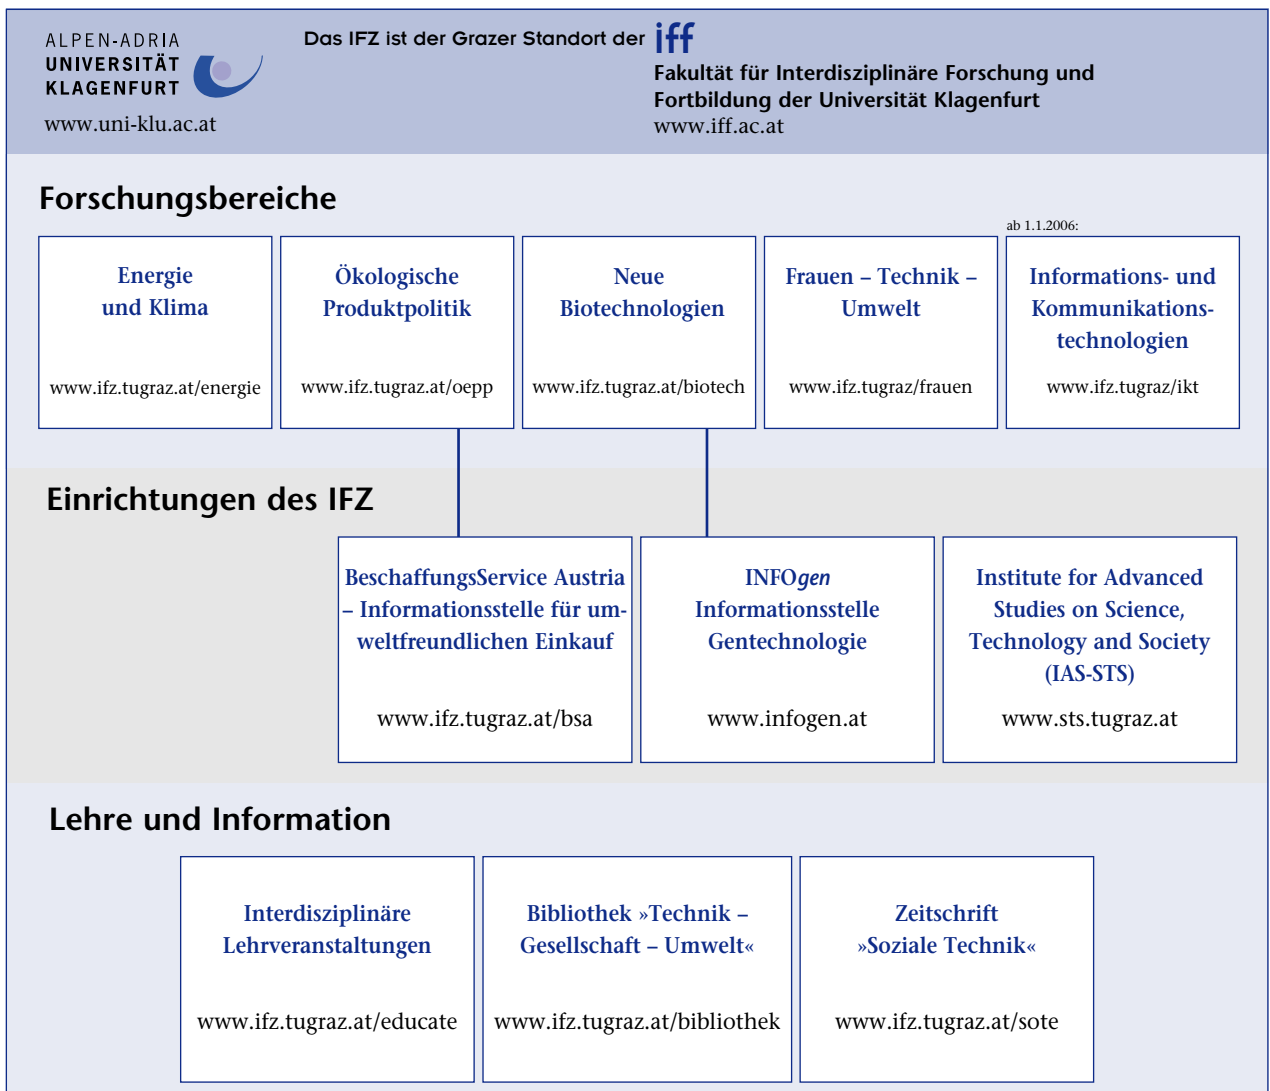 ALPEN-ADRIA
UNIVERSITÄT
KLAGENFURT
www.uni-klu.ac.at
Das IFZ ist der Grazer Standort der iff
Fakultät für Interdisziplinäre Forschung und
Fortbildung der Universität Klagenfurt
www.iff.ac.at
Forschungsbereiche
Energie
und Klima
www.ifz.tugraz.at/energie
Ökologische
Produktpolitik
www.ifz.tugraz.at/oepp
Neue
Biotechnologien
www.ifz.tugraz.at/biotech
Frauen – Technik –
Umwelt
www.ifz.tugraz/frauen
ab 1.1.2006:
Informations- und
Kommunikations-
technologien
www.ifz.tugraz/ikt
Einrichtungen des IFZ
BeschaffungsService Austria
– Informationsstelle für um-
weltfreundlichen Einkauf
www.ifz.tugraz.at/bsa
INFOgen
Informationsstelle
Gentechnologie
www.infogen.at
Institute for Advanced
Studies on Science,
Technology and Society
(IAS-STS)
www.sts.tugraz.at
Lehre und Information
Interdisziplinäre
Lehrveranstaltungen
www.ifz.tugraz.at/educate
Bibliothek »Technik –
Gesellschaft – Umwelt«
www.ifz.tugraz.at/bibliothek
Zeitschrift
»Soziale Technik«
www.ifz.tugraz.at/sote